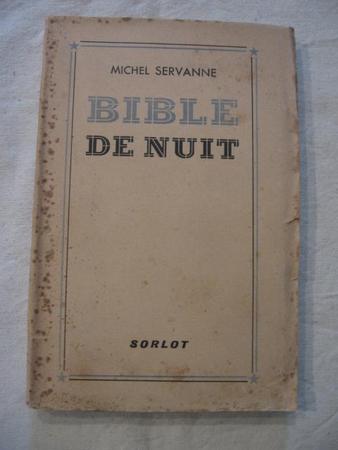 MICHEL SERVANNE
BIBLE
DE NUIT
SORLOT